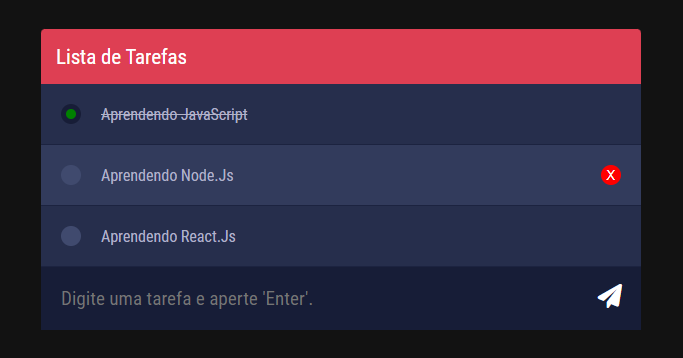 Lista de Tarefas
Aprendendo JavaScript
Aprendendo Node.Js
X
Aprendendo React.Js
Digite uma tarefa e aperte 'Enter'.